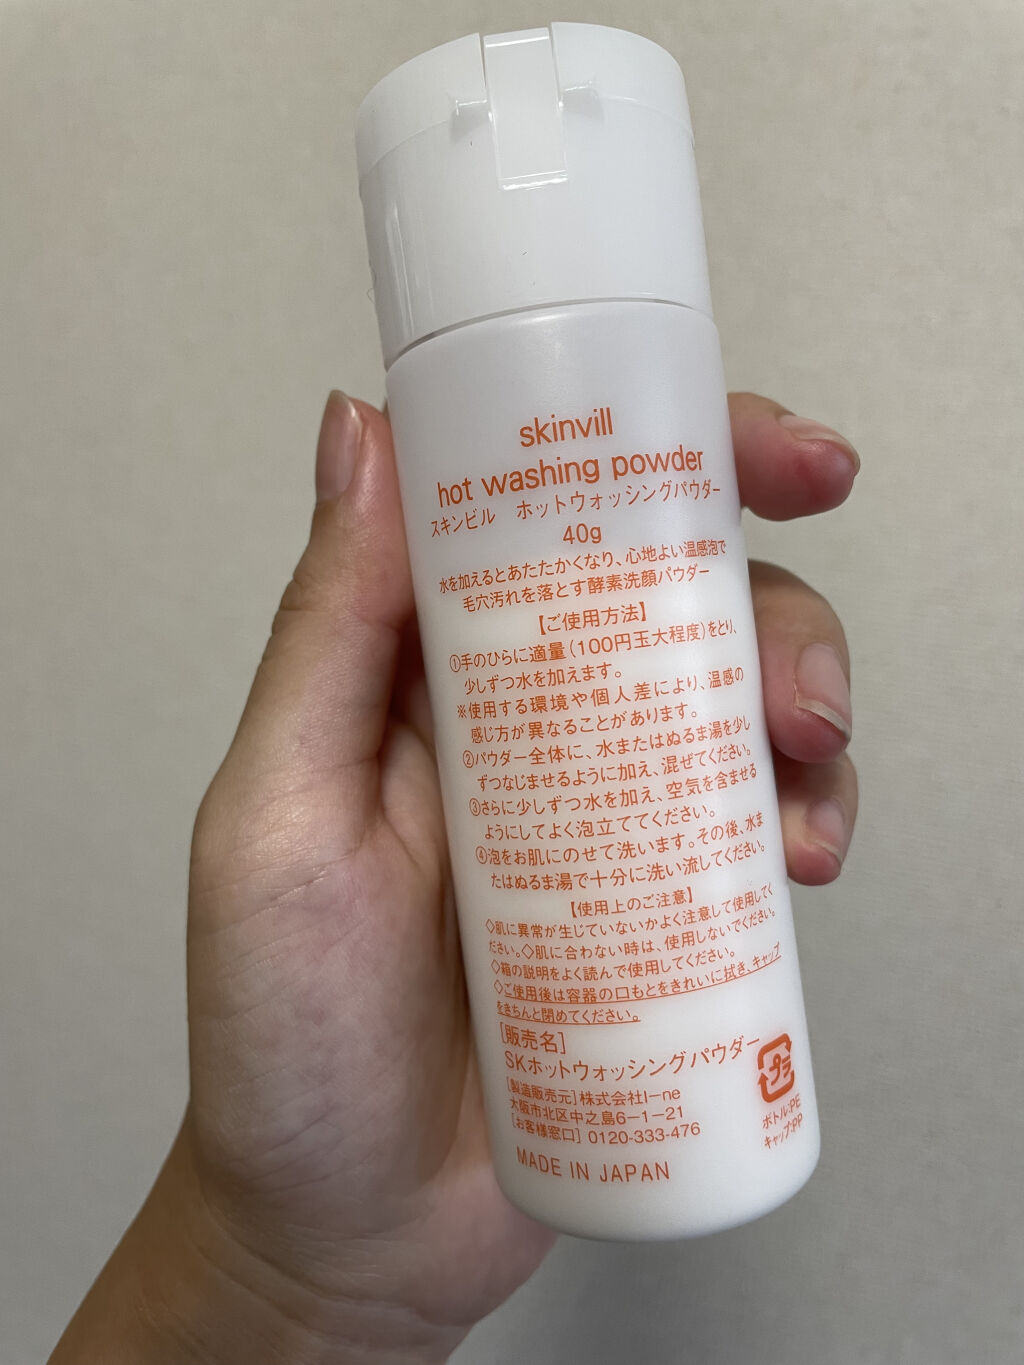 skinvill
hot washing powder
スキンビル ホットウォッシングパウダー
40g
水を加えるとあたたかくなり、心地よい温感泡で
毛穴汚れを落とす酵素洗顔パウダー
【ご使用方法】
①手のひらに適量(100円玉大程度)をとり、
少しずつ水を加えます。
※使用する環境や個人差により、温感の
感じ方が異なることがあります。
②パウダー全体に、水またはぬるま湯を少し
ずつなじませるように加え、混ぜてください。
③さらに少しずつ水を加え、空気を含ませる
ようにしてよく泡立ててください。
④泡をお肌にのせて洗います。その後、水ま
たはぬるま湯で十分に洗い流してください。
【使用上のご注意】
◇肌に異常が生じていないかよく注意して使用してく
ださい。◇肌に合わない時は、使用しないでください。
◇箱の説明をよく読んで使用してください。
◇ご使用後は容器の口もとをきれいに拭き、キャップ
をきちんと閉めてください。
[販売名]
SKホットウォッシングパウダー
[製造販売元]株式会社I-ne
大阪市北区中之島6-1-21
[お客様窓口] 0120-333-476
MADE IN JAPAN
プラ
ボトル:PE
キャップ:PP